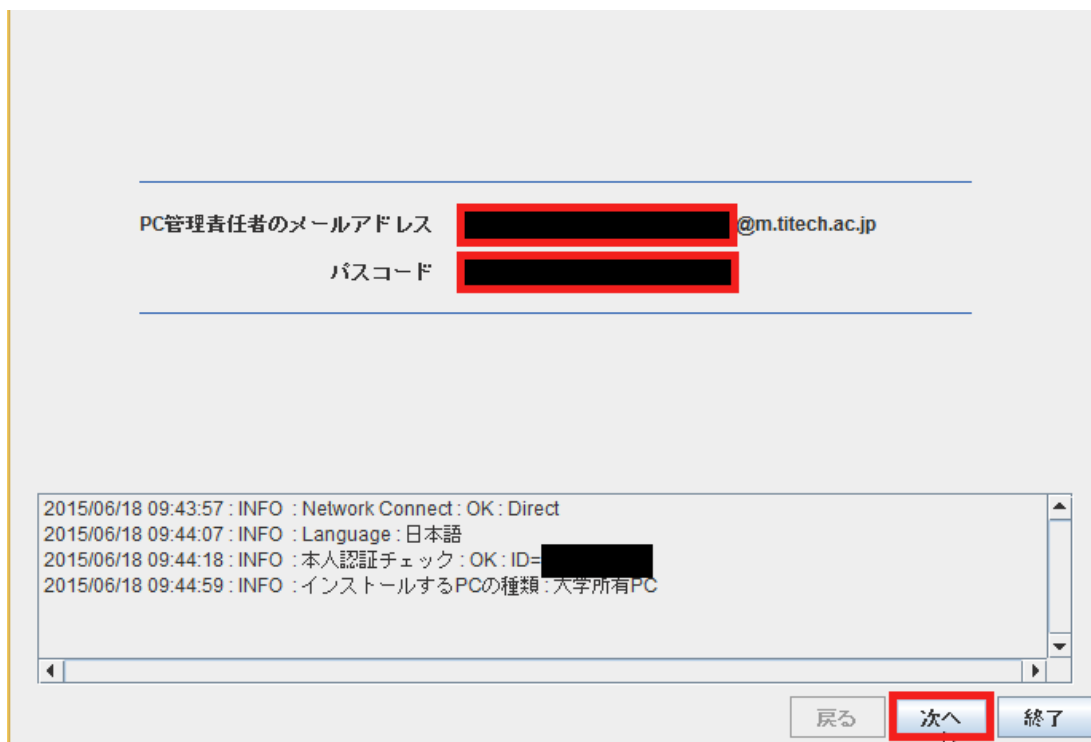 PC管理責任者のメールアドレス @m.titech.ac.jp
パスコード
2015/06/18 09:43:57 : INFO : Network Connect : OK : Direct
2015/06/18 09:44:07 : INFO : Language : 日本語
2015/06/18 09:44:18 : INFO : 本人認証チェック : OK : ID=
2015/06/18 09:44:59 : INFO : インストールするPCの種類 : 大学所有PC
戻る 次へ 終了